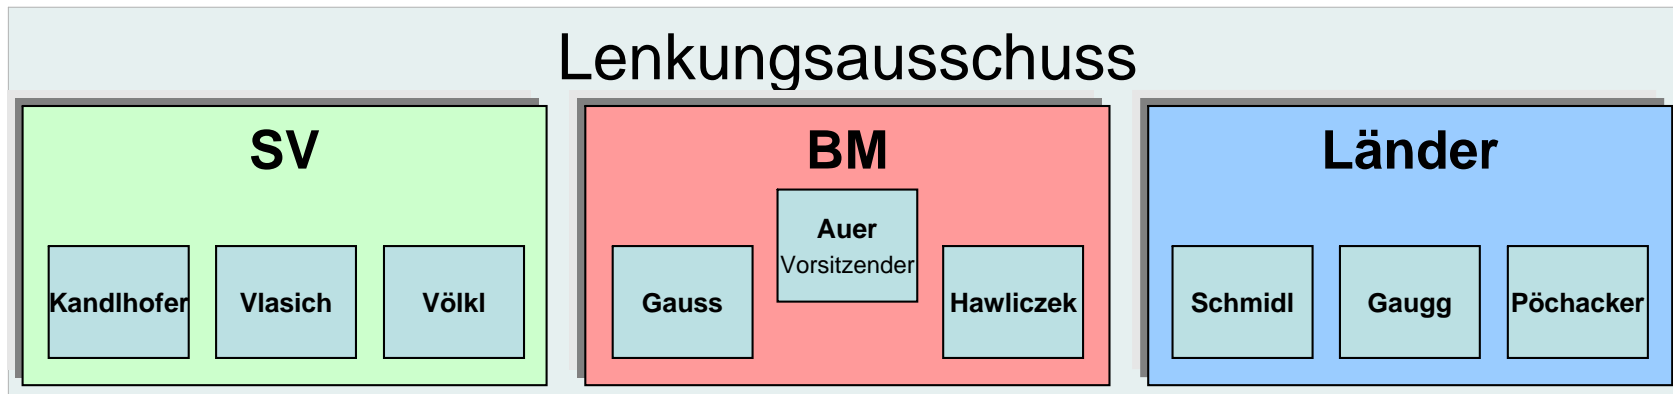 Lenkungsausschuss
SV
Kandlhofer
Vlasich
Völkl
BM
Auer
Vorsitzender
Gauss
Hawliczek
Länder
Schmidl
Gaugg
Pöchacker